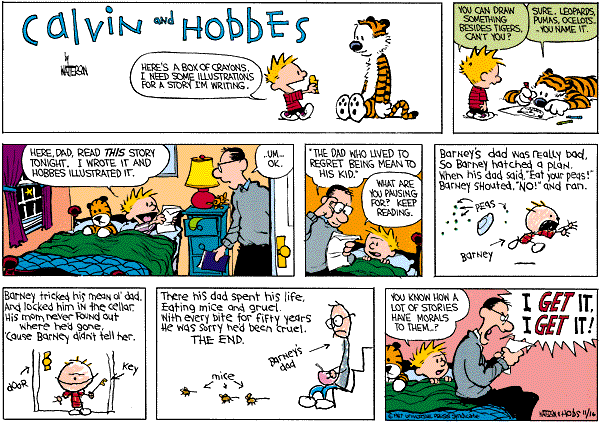 Calvin and Hobbes
by
WATTERSON
HERE'S A BOX OF CRAYONS.
I NEED SOME ILLUSTRATIONS
FOR A STORY I'M WRITING.
YOU CAN DRAW
SOMETHING
BESIDES TIGERS,
CAN'T YOU?
SURE. LEOPARDS,
PUMAS, OCELOTS..
..YOU NAME IT.
HERE, DAD, READ THIS STORY
TONIGHT. I WROTE IT AND
HOBBES ILLUSTRATED IT.
..UM...
OK.
"THE DAD WHO LIVED TO
REGRET BEING MEAN TO
HIS KID."
WHAT ARE
YOU PAUSING
FOR? KEEP
READING.
Barney's dad was really bad,
So Barney hatched a plan.
When his dad said, "Eat your peas!"
Barney shouted, "NO!" and ran.
PEAS
BARNEY
Barney tricked his mean ol' dad,
And locked him in the cellar.
His mom never found out
where he'd gone,
'Cause Barney didn't tell her.
DOOR
KEY
There his dad spent his life,
Eating mice and gruel.
With every bite for fifty years
He was sorry he'd been cruel.
THE END.
mice
Barney's
dad
YOU KNOW HOW A
LOT OF STORIES
HAVE MORALS
TO THEM..?
I GET IT,
I GET IT!
©1987 Universal Press Syndicate
WATTERSON & HOBS 11/16